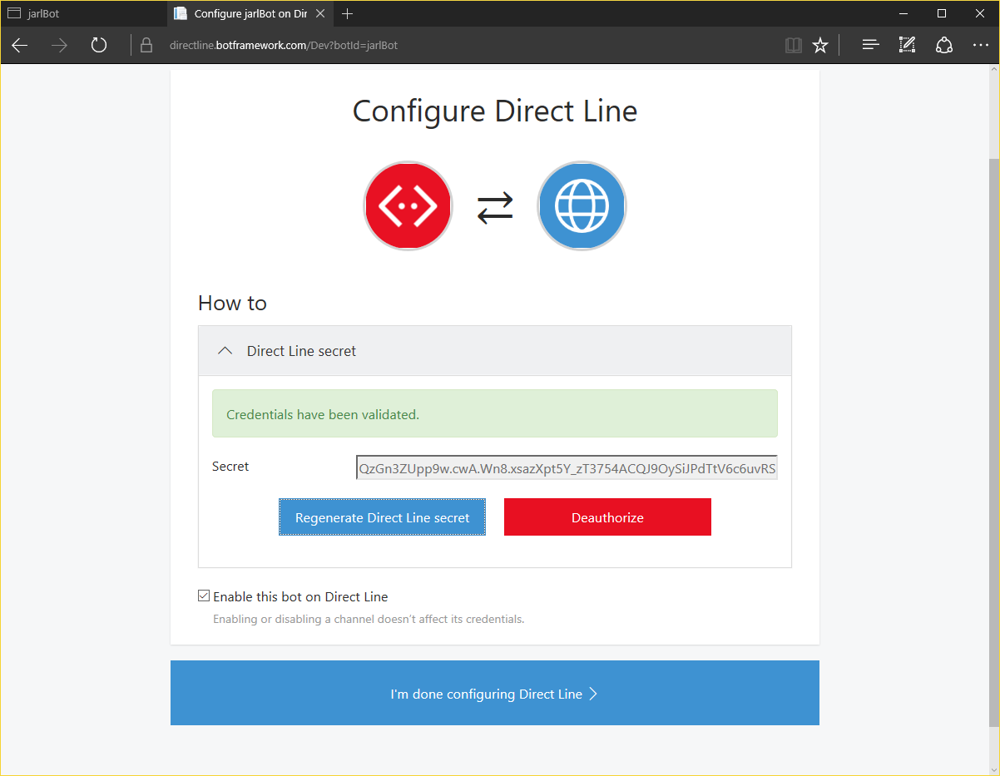 jarlBot
Configure jarlBot on Dir
directline.botframework.com/Dev?botId=jarlBot
Configure Direct Line
How to
Direct Line secret
Credentials have been validated.
Secret
QzGn3ZUpp9w.cwA.Wn8.xsazXpt5Y_zT3754ACQJ9OySiJPdTtV6c6uvRS
Regenerate Direct Line secret
Deauthorize
Enable this bot on Direct Line
Enabling or disabling a channel doesn't affect its credentials.
I'm done configuring Direct Line